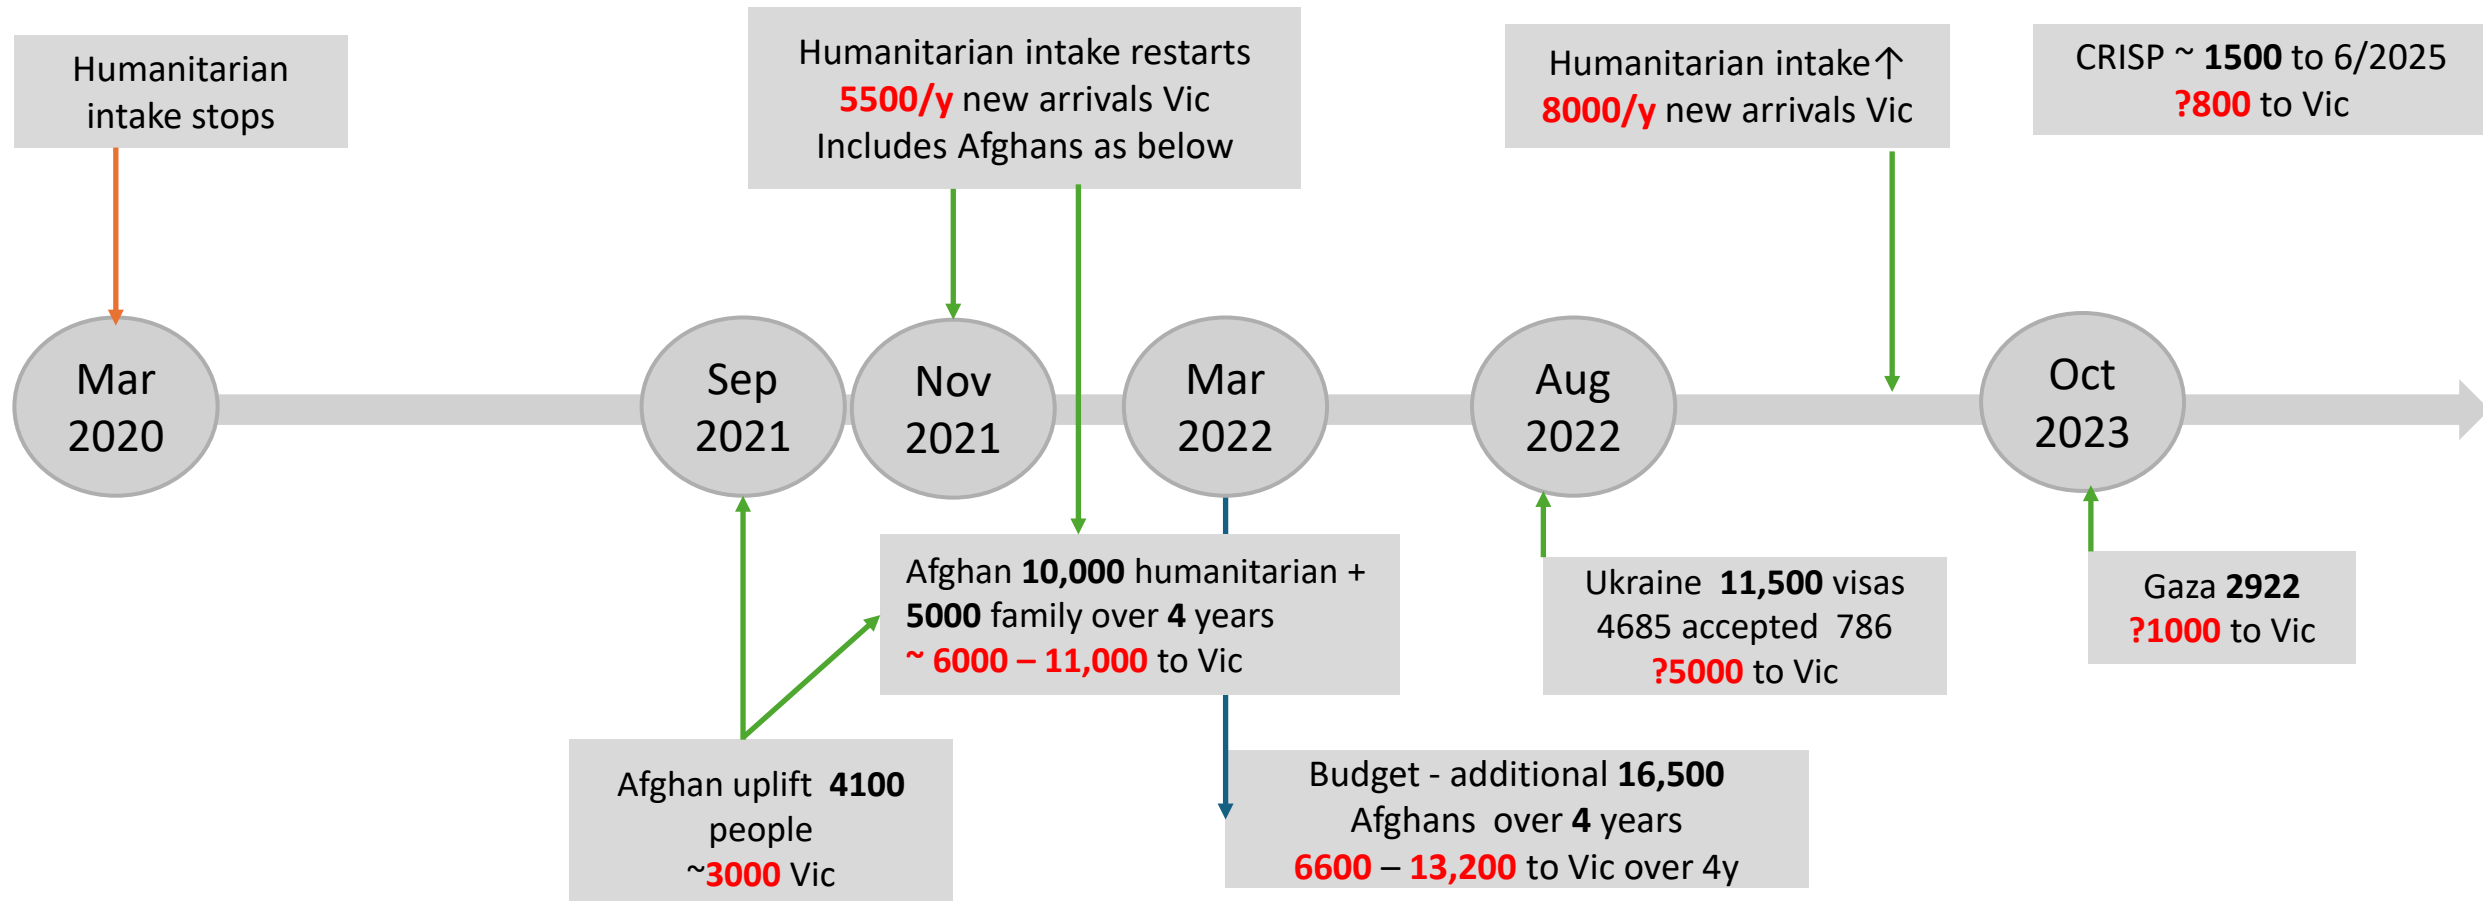 Humanitarian
intake stops
Humanitarian intake restarts
5500/y new arrivals Vic
Includes Afghans as below
Humanitarian intake↑
8000/y new arrivals Vic
CRISP ~ 1500 to 6/2025
?800 to Vic
Mar
2020
Sep
2021
Nov
2021
Mar
2022
Aug
2022
Oct
2023
Afghan 10,000 humanitarian +
5000 family over 4 years
~ 6000 – 11,000 to Vic
Ukraine 11,500 visas
4685 accepted 786
?5000 to Vic
Gaza 2922
?1000 to Vic
Afghan uplift 4100
people
~3000 Vic
Budget - additional 16,500
Afghans over 4 years
6600 – 13,200 to Vic over 4y